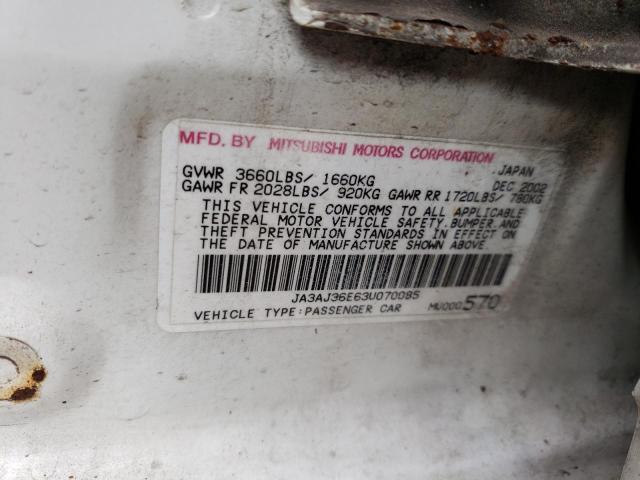 MFD. BY MITSUBISHI MOTORS CORPORATION
JAPAN
GVWR 3660LBS/ 1660KG DEC 2002
GAWR FR 2028LBS/ 920KG GAWR RR 1720LBS/ 780KG
THIS VEHICLE CONFORMS TO ALL APPLICABLE
FEDERAL MOTOR VEHICLE SAFETY,BUMPER,AND
THEFT PREVENTION STANDARDS IN EFFECT ON
THE DATE OF MANUFACTURE SHOWN ABOVE.
JA3AJ36E63U070085
VEHICLE TYPE:PASSENGER CAR MU000570